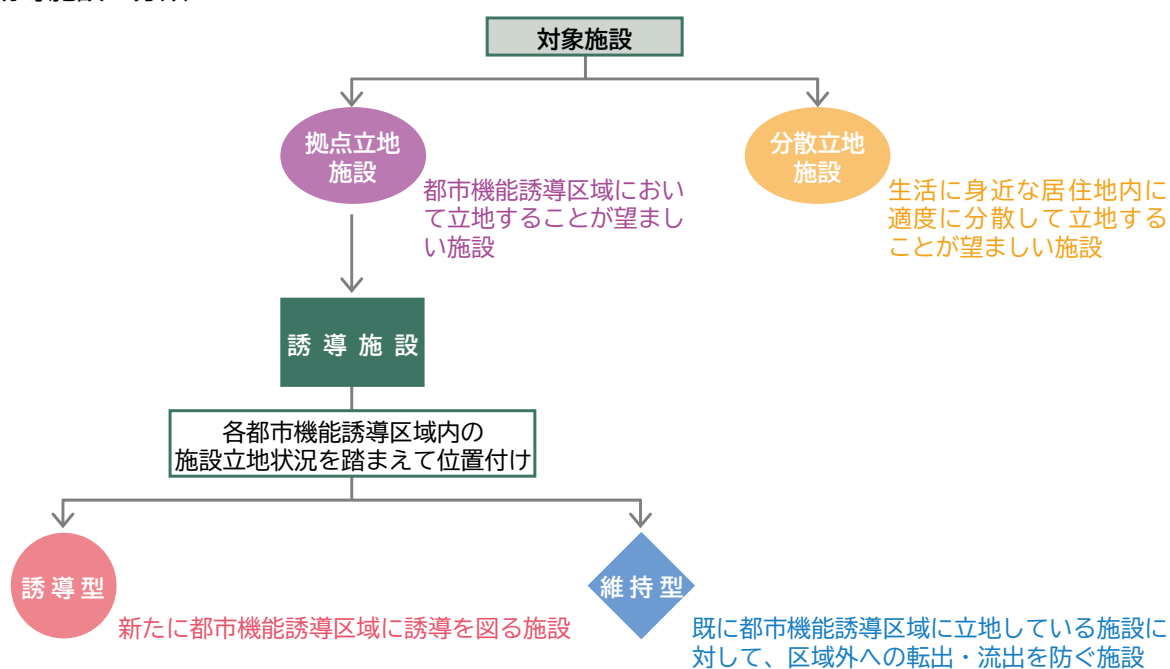 対象施設
拠点立地
施設
分散立地
施設
都市機能誘導区域におい
て立地することが望まし
い施設
生活に身近な居住地内に
適度に分散して立地する
ことが望ましい施設
誘導施設
各都市機能誘導区域内の
施設立地状況を踏まえて位置付け
誘導型
維持型
新たに都市機能誘導区域に誘導を図る施設
既に都市機能誘導区域に立地している施設に
対して、区域外への転出・流出を防ぐ施設